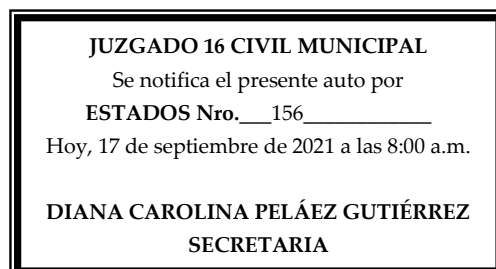 JUZGADO 16 CIVIL MUNICIPAL
Se notifica el presente auto por
ESTADOS Nro.___156____________
Hoy, 17 de septiembre de 2021 a las 8:00 a.m.
DIANA CAROLINA PELÁEZ GUTIÉRREZ
SECRETARIA